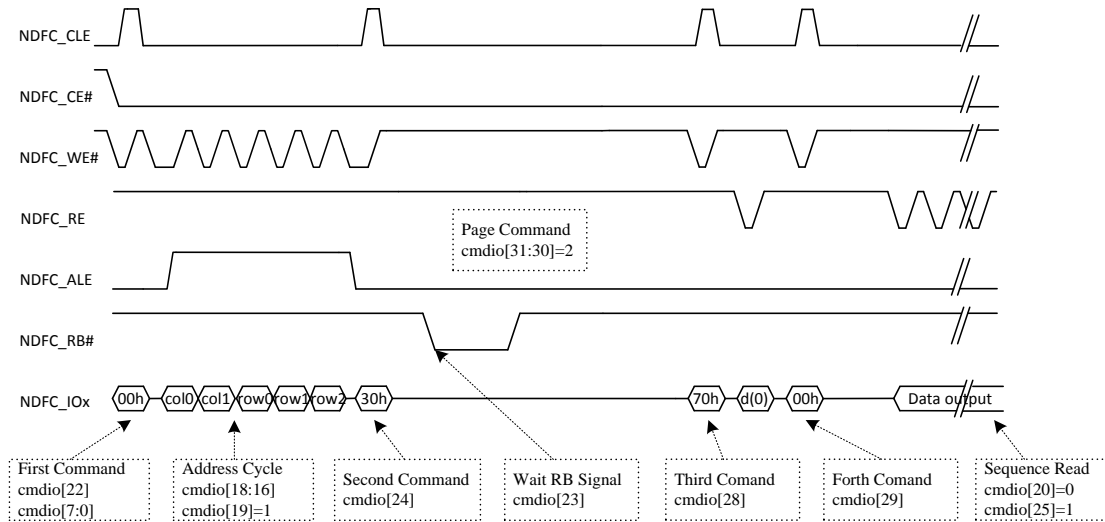 NDFC_CLE
NDFC_CE#
NDFC_WE#
NDFC_RE
Page Command
cmdio[31:30]=2
NDFC_ALE
NDFC_RB#
NDFC_IOx
00h col0 col1 row0 row1 row2 30h 70h d(0) 00h Data output
First Command
cmdio[22]
cmdio[7:0]
Address Cycle
cmdio[18:16]
cmdio[19]=1
Second Command
cmdio[24]
Wait RB Signal
cmdio[23]
Third Comand
cmdio[28]
Forth Comand
cmdio[29]
Sequence Read
cmdio[20]=0
cmdio[25]=1